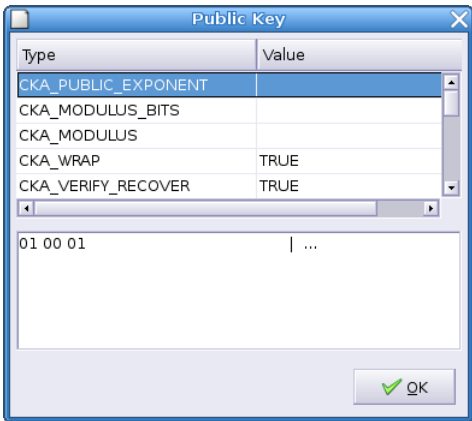 Public Key
Type Value
CKA_PUBLIC_EXPONENT
CKA_MODULUS_BITS
CKA_MODULUS
CKA_WRAP TRUE
CKA_VERIFY_RECOVER TRUE
01 00 01 | ...
OK